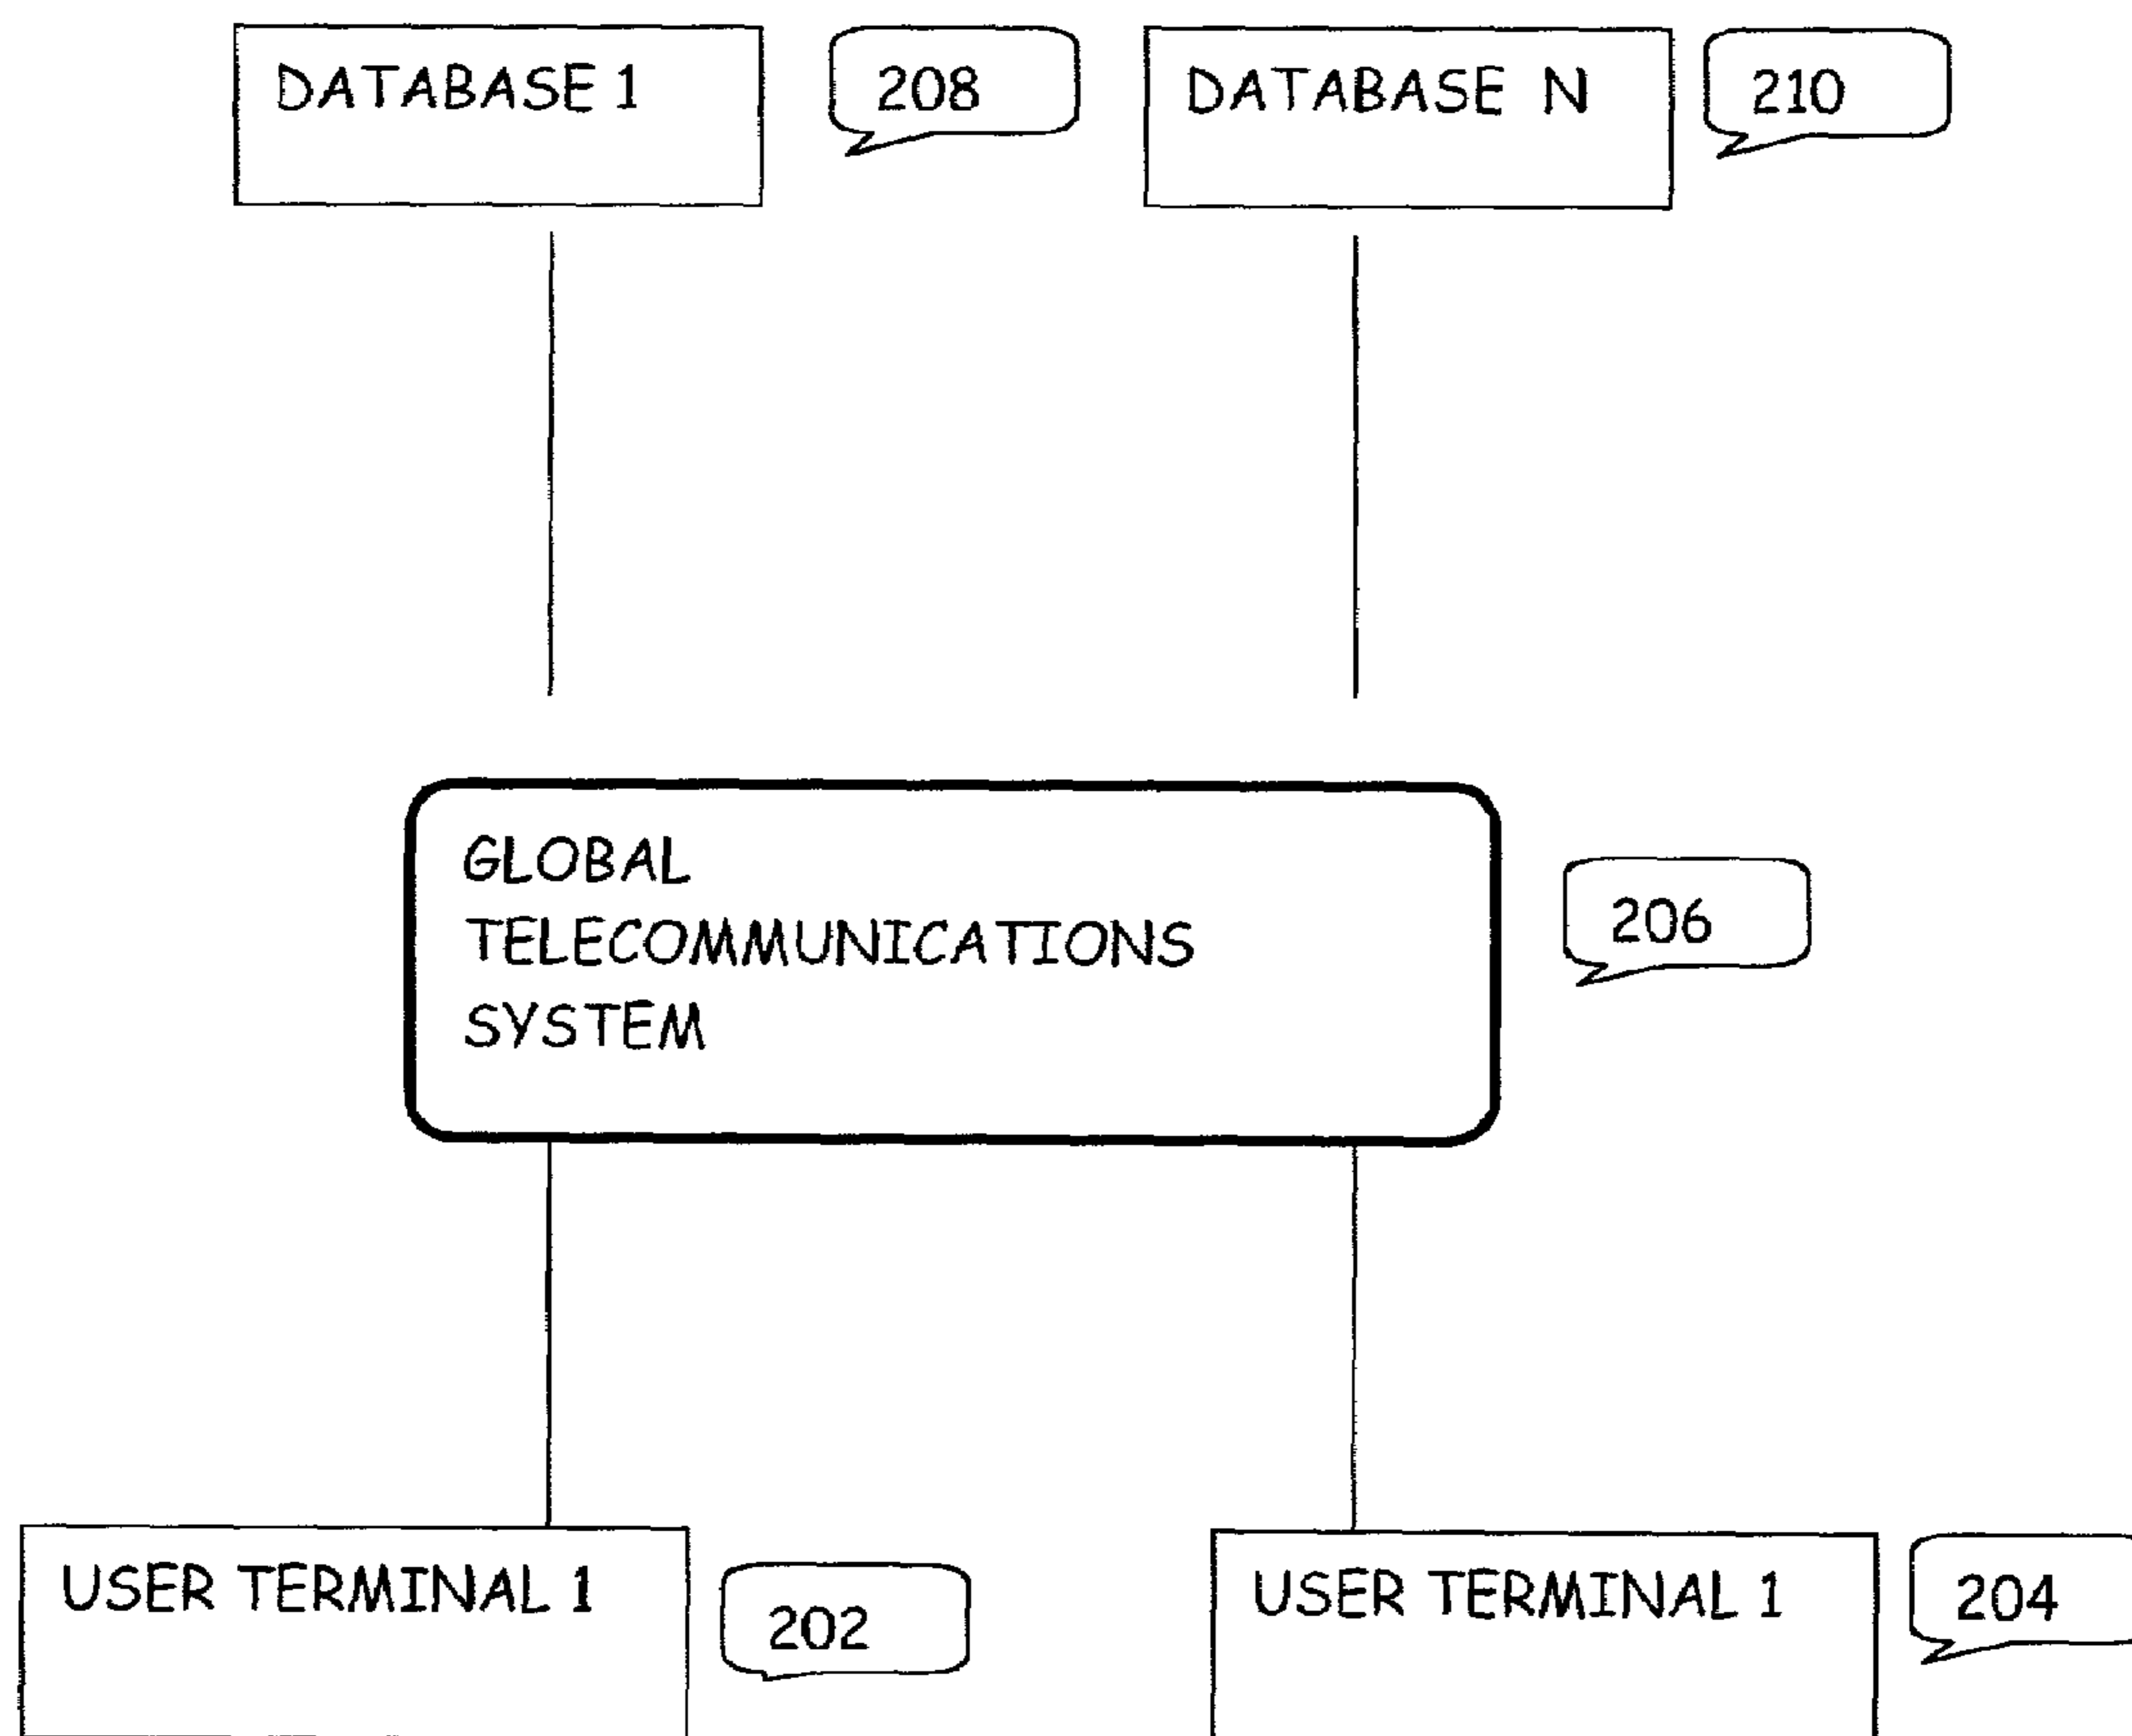 DATABASE 1
208
DATABASE N
210
GLOBAL
TELECOMMUNICATIONS
SYSTEM
206
USER TERMINAL 1
202
USER TERMINAL 1
204